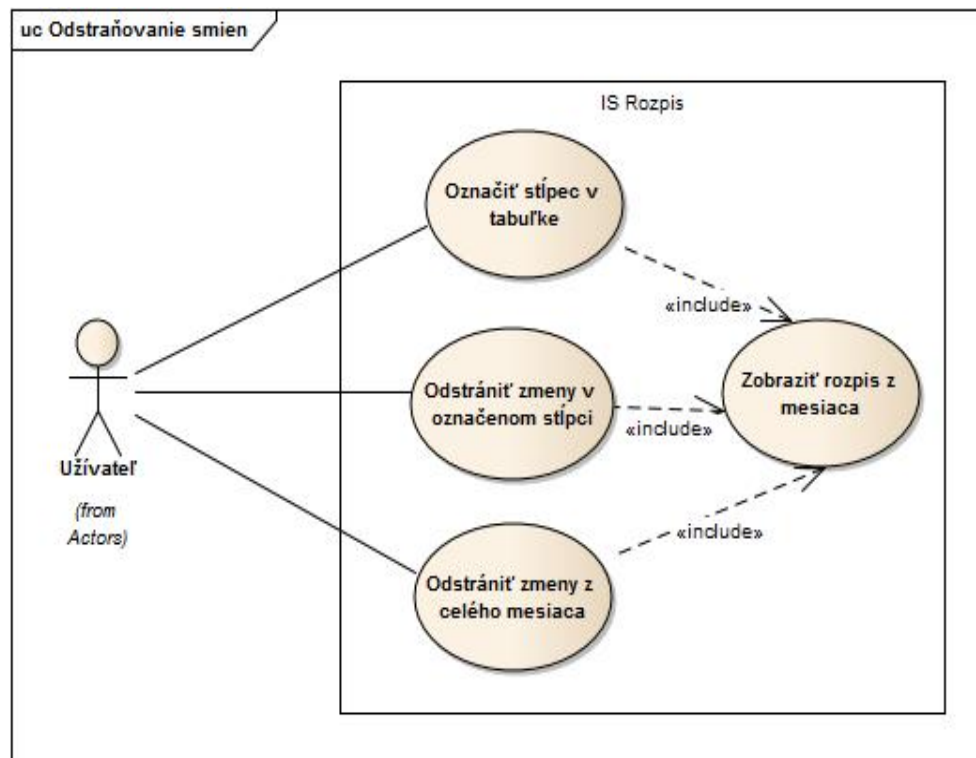 uc Odstraňovanie smien
IS Rozpis
Označiť stĺpec v
tabuľke
«include»
Odstrániť zmeny v
označenom stĺpci
«include»
Zobraziť rozpis z
mesiaca
Užívateľ
(from
Actors)
«include»
Odstrániť zmeny z
celého mesiaca